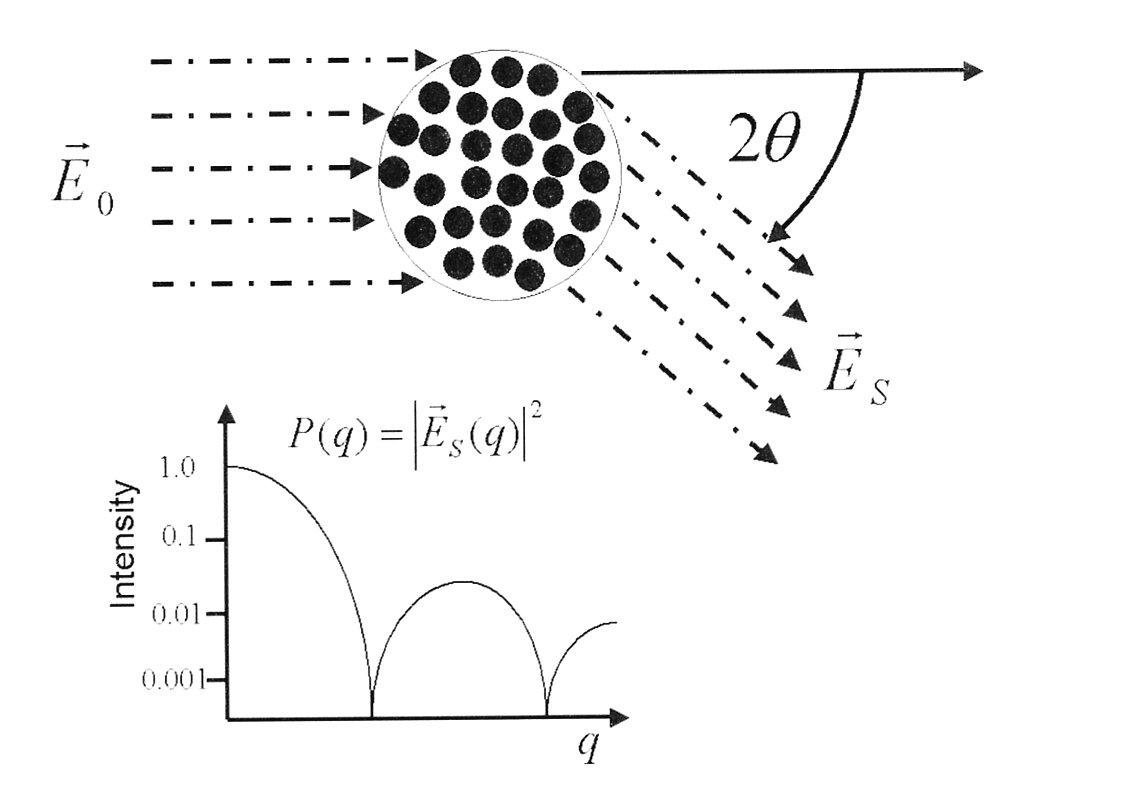 2θ
E⃗ 0
E⃗ S
P(q) = |E⃗ S (q)|²
Intensity
1.0
0.1
0.01
0.001
q